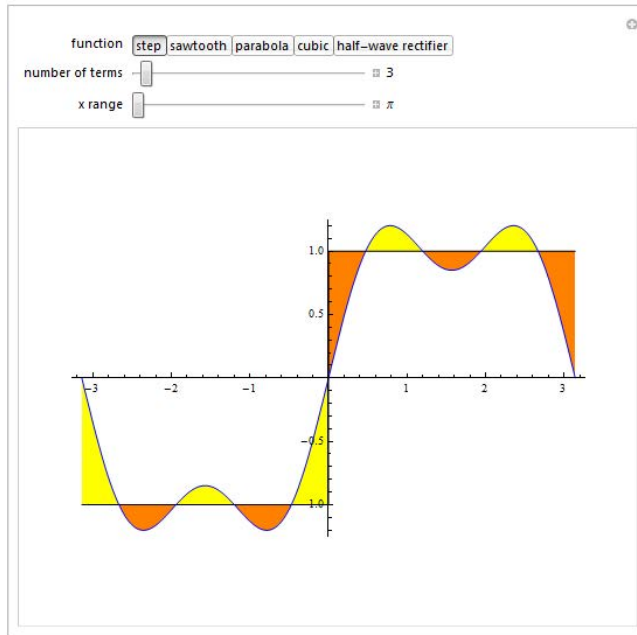 function step sawtooth parabola cubic half-wave rectifier
number of terms 3
x range π
1.0
0.5
-3 -2 -1 1 2 3
-0.5
-1.0